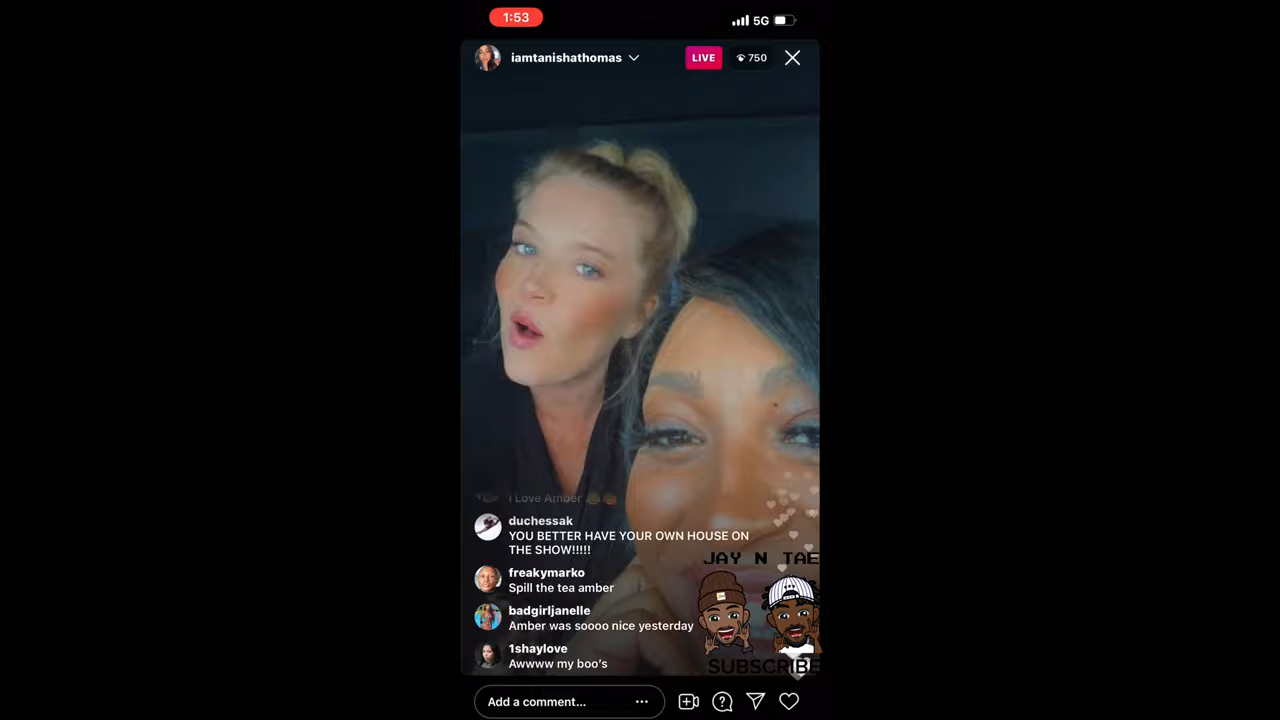 1:53
5G
iamtanishathomas
LIVE
750
I Love Amber
duchessak
YOU BETTER HAVE YOUR OWN HOUSE ON
THE SHOW!!!!!
freakymarko
Spill the tea amber
badgirljanelle
Amber was soooo nice yesterday
1shaylove
Awwww my boo's
JAY N TAE
SUBSCRIBE
Add a comment...